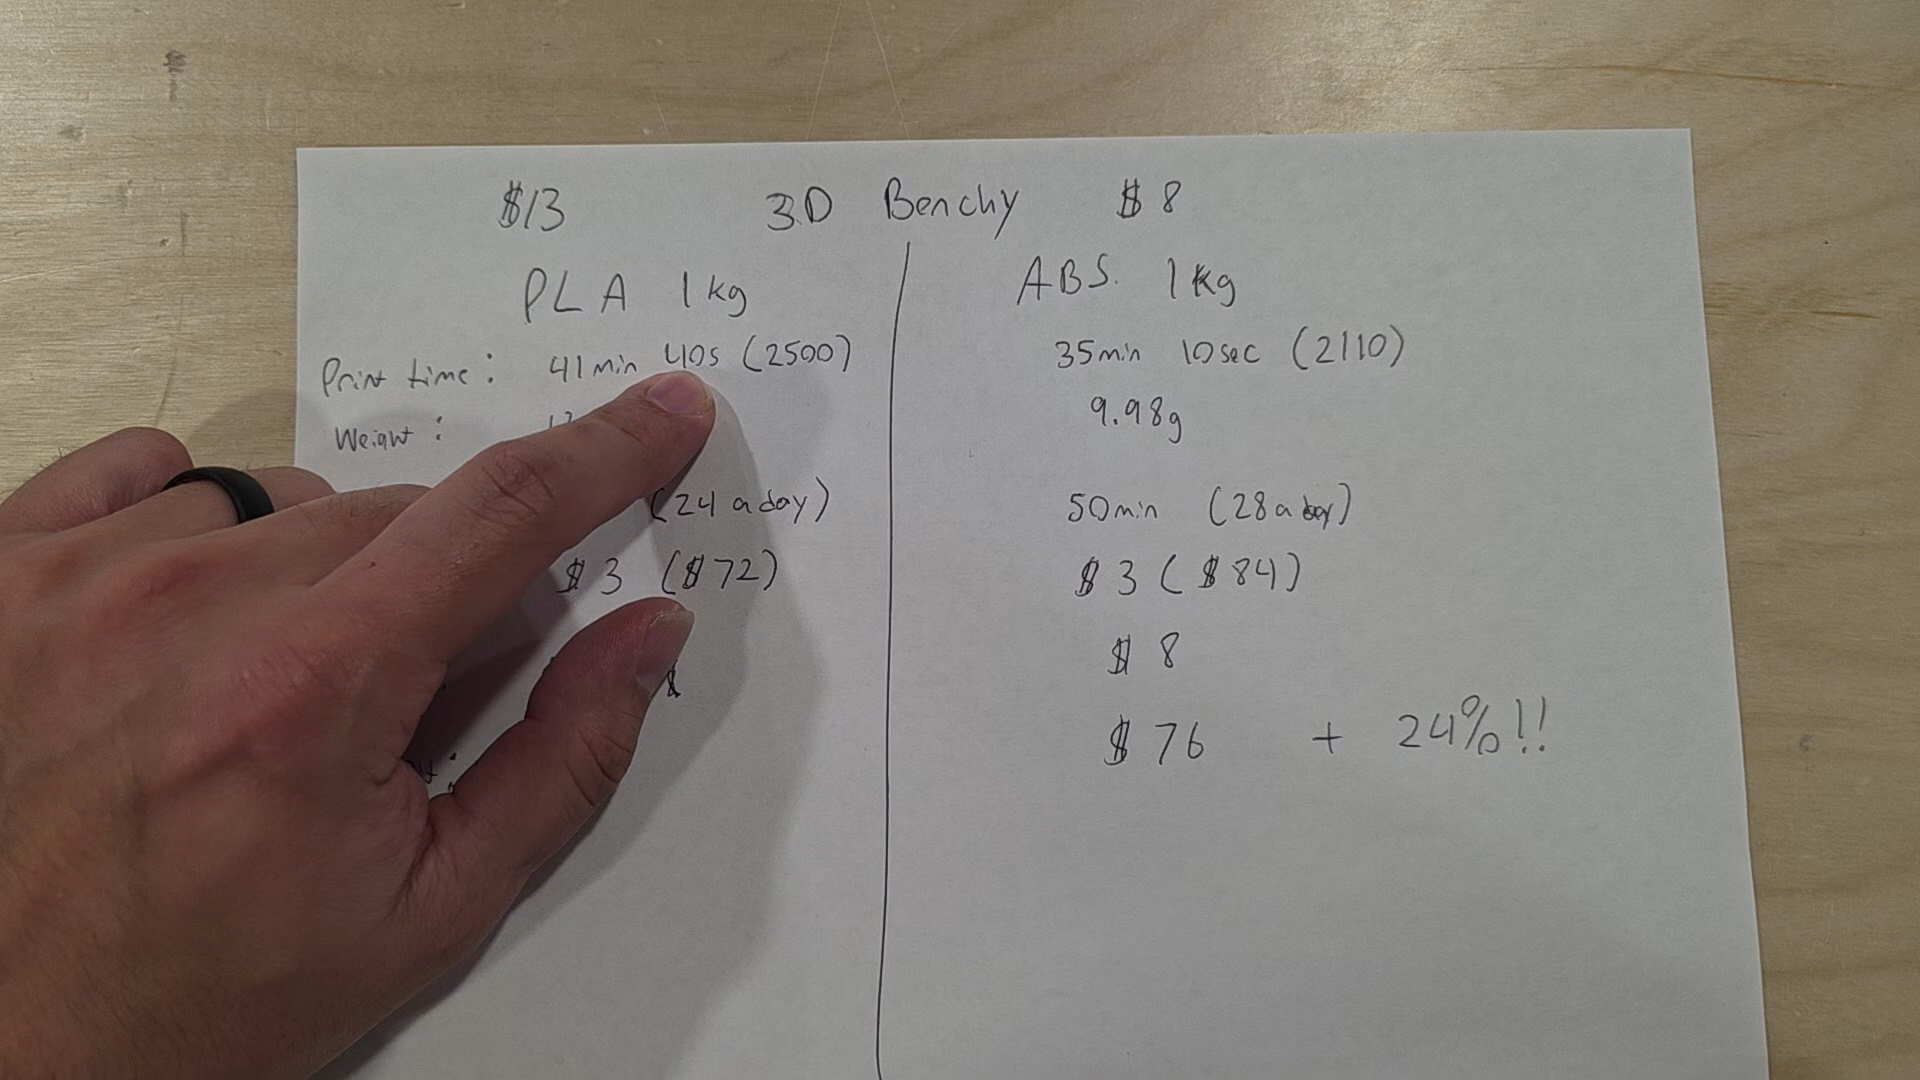 $13 3D Benchy $8
PLA 1kg
Print time: 41min 40s (2500)
Weight:
(24 a day)
$3 ($72)
ABS. 1kg
35min 10sec (2110)
9.98g
50min (28 a day)
$3 ($84)
$8
$76 + 24%!!